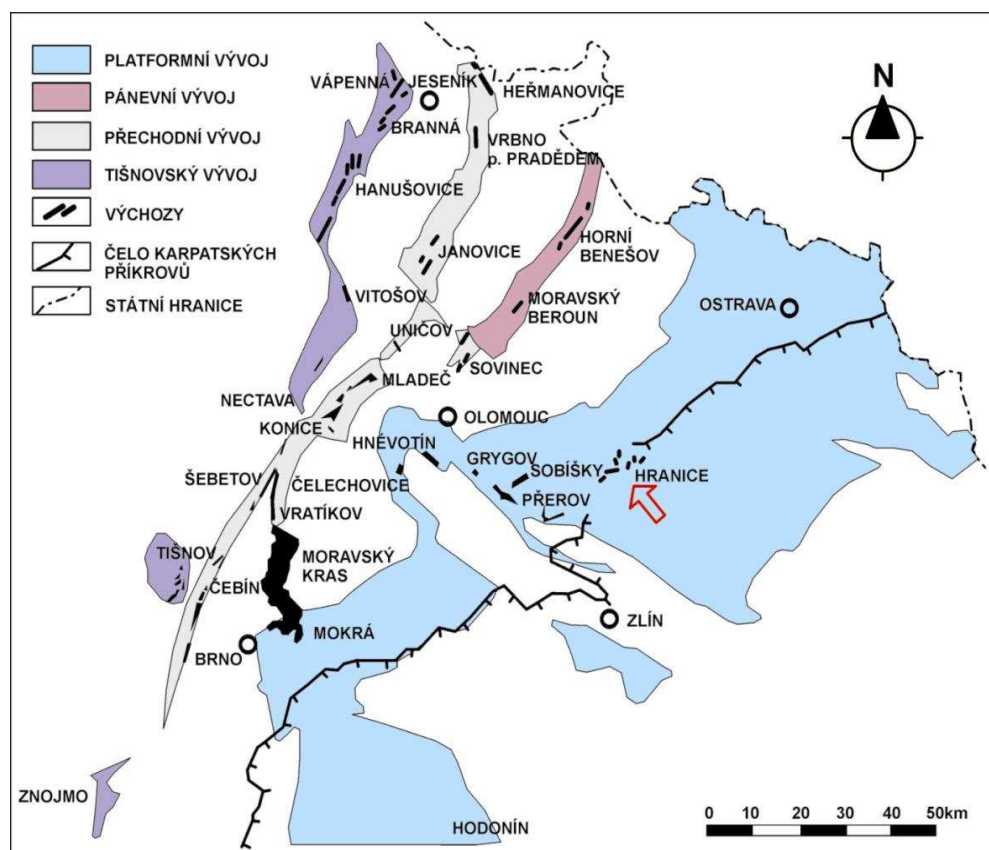 PLATFORMNÍ VÝVOJ
PÁNEVNÍ VÝVOJ
PŘECHODNÍ VÝVOJ
TIŠNOVSKÝ VÝVOJ
VÝCHOZY
ČELO KARPATSKÝCH
PŘÍKROVŮ
STÁTNÍ HRANICE
N
VÁPENNÁ
JESENÍK
HEŘMANOVICE
BRANNÁ
VRBNO
p. PRADĚDEM
HANUŠOVICE
JANOVICE
HORNÍ
BENEŠOV
VITOŠOV
MORAVSKÝ
BEROUN
OSTRAVA
UNIČOV
SOVINEC
MLADEČ
NECTAVA
KONICE
OLOMOUC
HNÉVOTÍN
GRYGOV
SOBÍŠKY
HRANICE
ŠEBETOV
ČELECHOVICE
PŘEROV
VRATÍKOV
TIŠNOV
MORAVSKÝ
KRAS
ČEBÍN
MOKRÁ
ZLÍN
BRNO
ZNOJMO
HODONÍN
0 10 20 30 40 50km